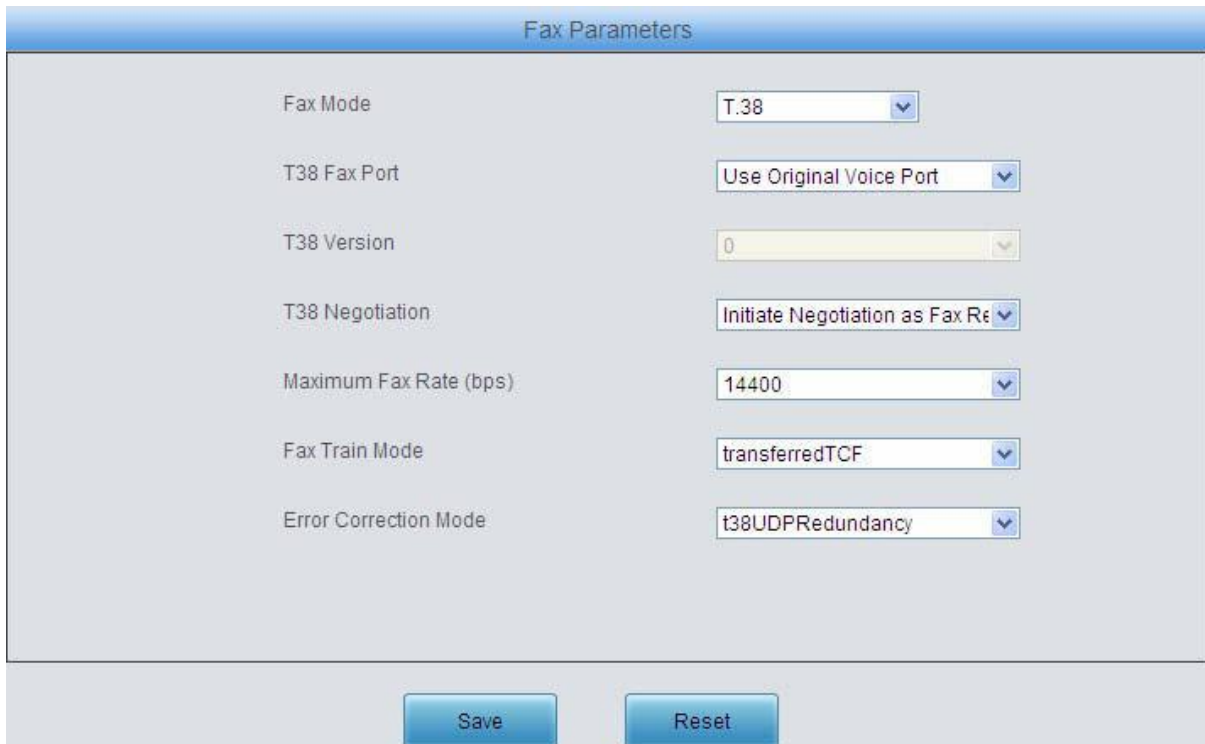 Fax Parameters
Fax Mode T.38
T38 Fax Port Use Original Voice Port
T38 Version 0
T38 Negotiation Initiate Negotiation as Fax Re
Maximum Fax Rate (bps) 14400
Fax Train Mode transferredTCF
Error Correction Mode t38UDPRedundancy
Save Reset